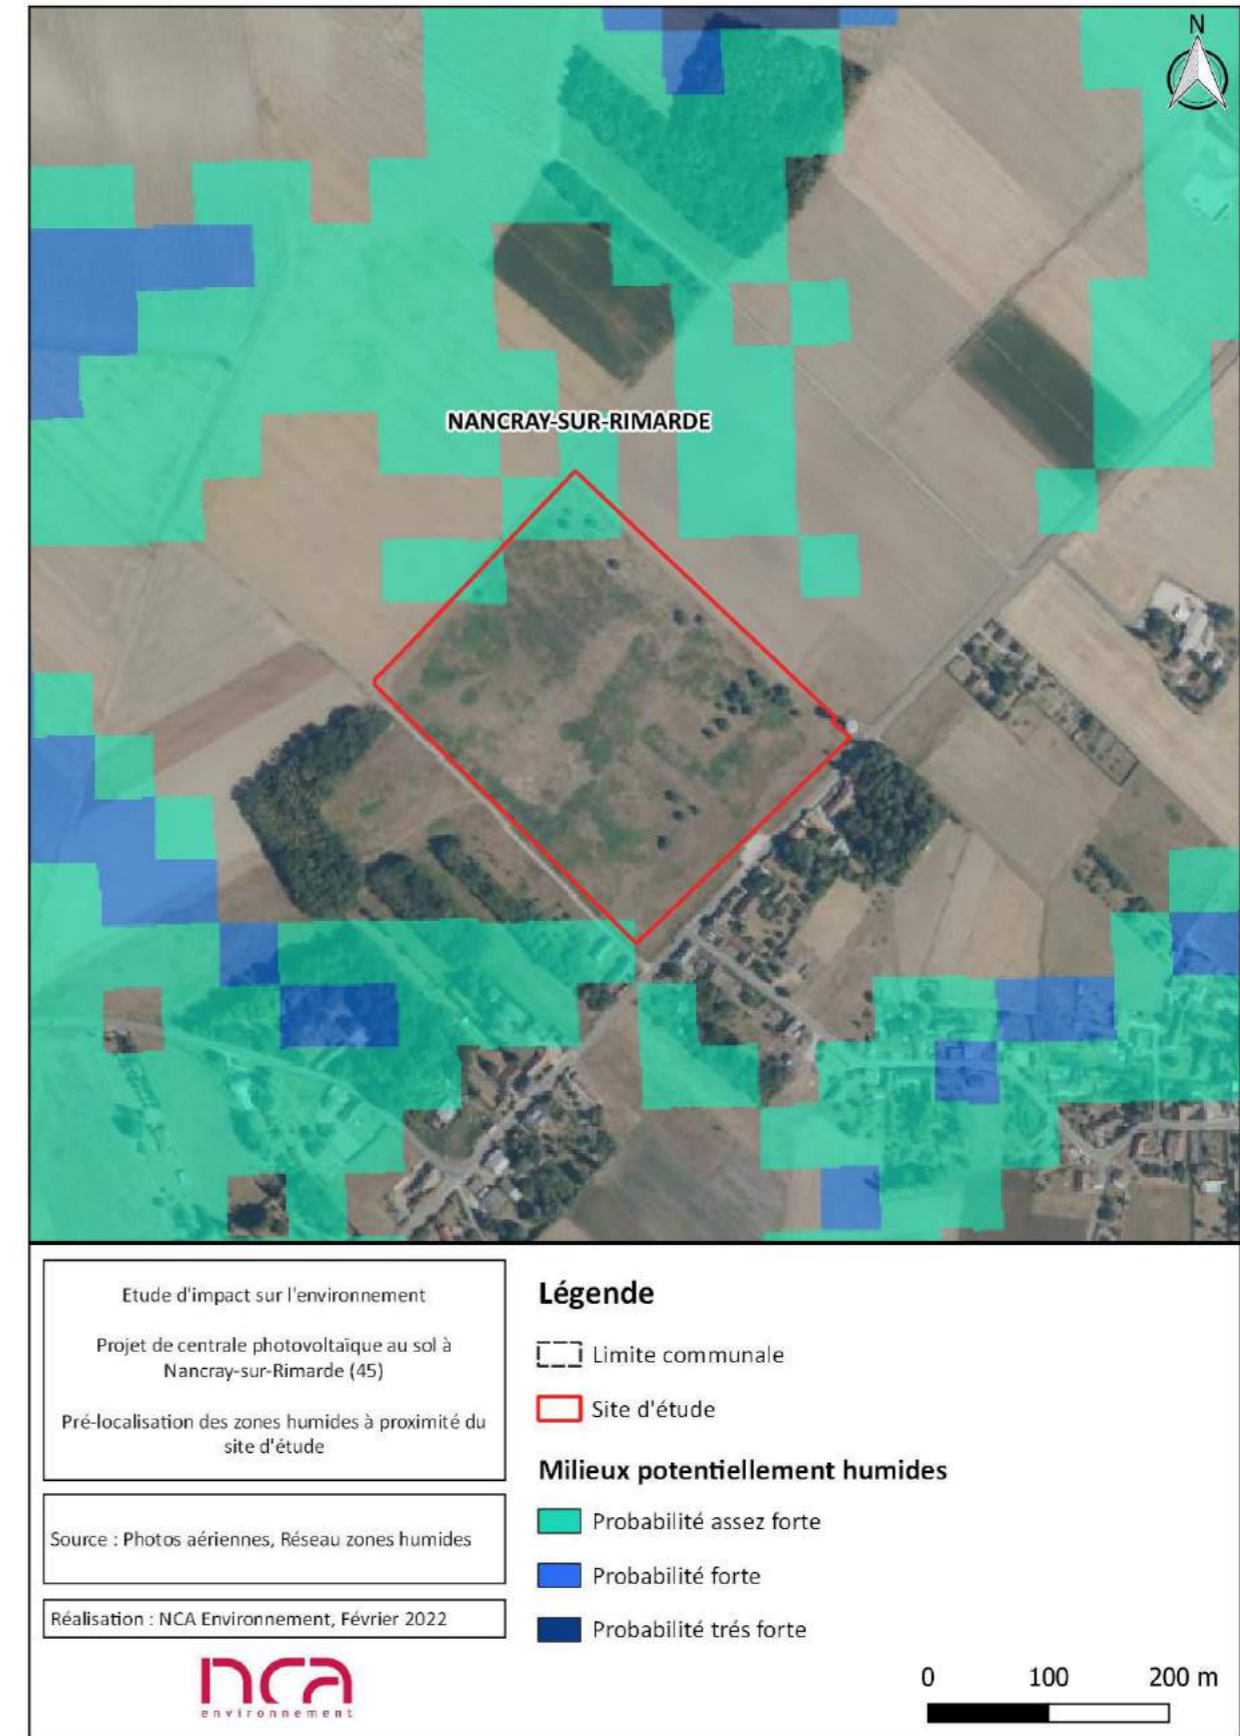 N
NANCRAY-SUR-RIMARDE
Etude d'impact sur l'environnement
Projet de centrale photovoltaïque au sol à
Nancray-sur-Rimarde (45)
Pré-localisation des zones humides à proximité du
site d'étude
Source : Photos aériennes, Réseau zones humides
Réalisation : NCA Environnement, Février 2022
nca
environnement
Légende
Limite communale
Site d'étude
Milieux potentiellement humides
Probabilité assez forte
Probabilité forte
Probabilité trés forte
0 100 200 m